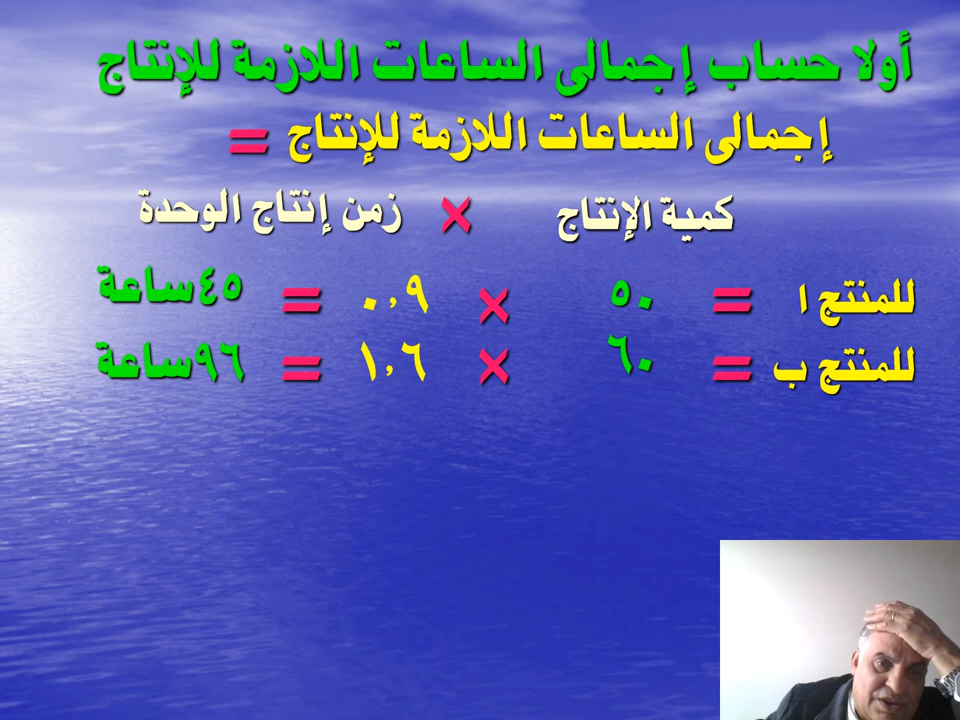 أولا حساب إجمالى الساعات اللازمة للإنتاج
إجمالى الساعات اللازمة للإنتاج =
كمية الإنتاج × زمن إنتاج الوحدة
للمنتج ا = ٥٠ × ٠,٩ = ٤٥ساعة
للمنتج ب = ٦٠ × ١,٦ = ٩٦ساعة